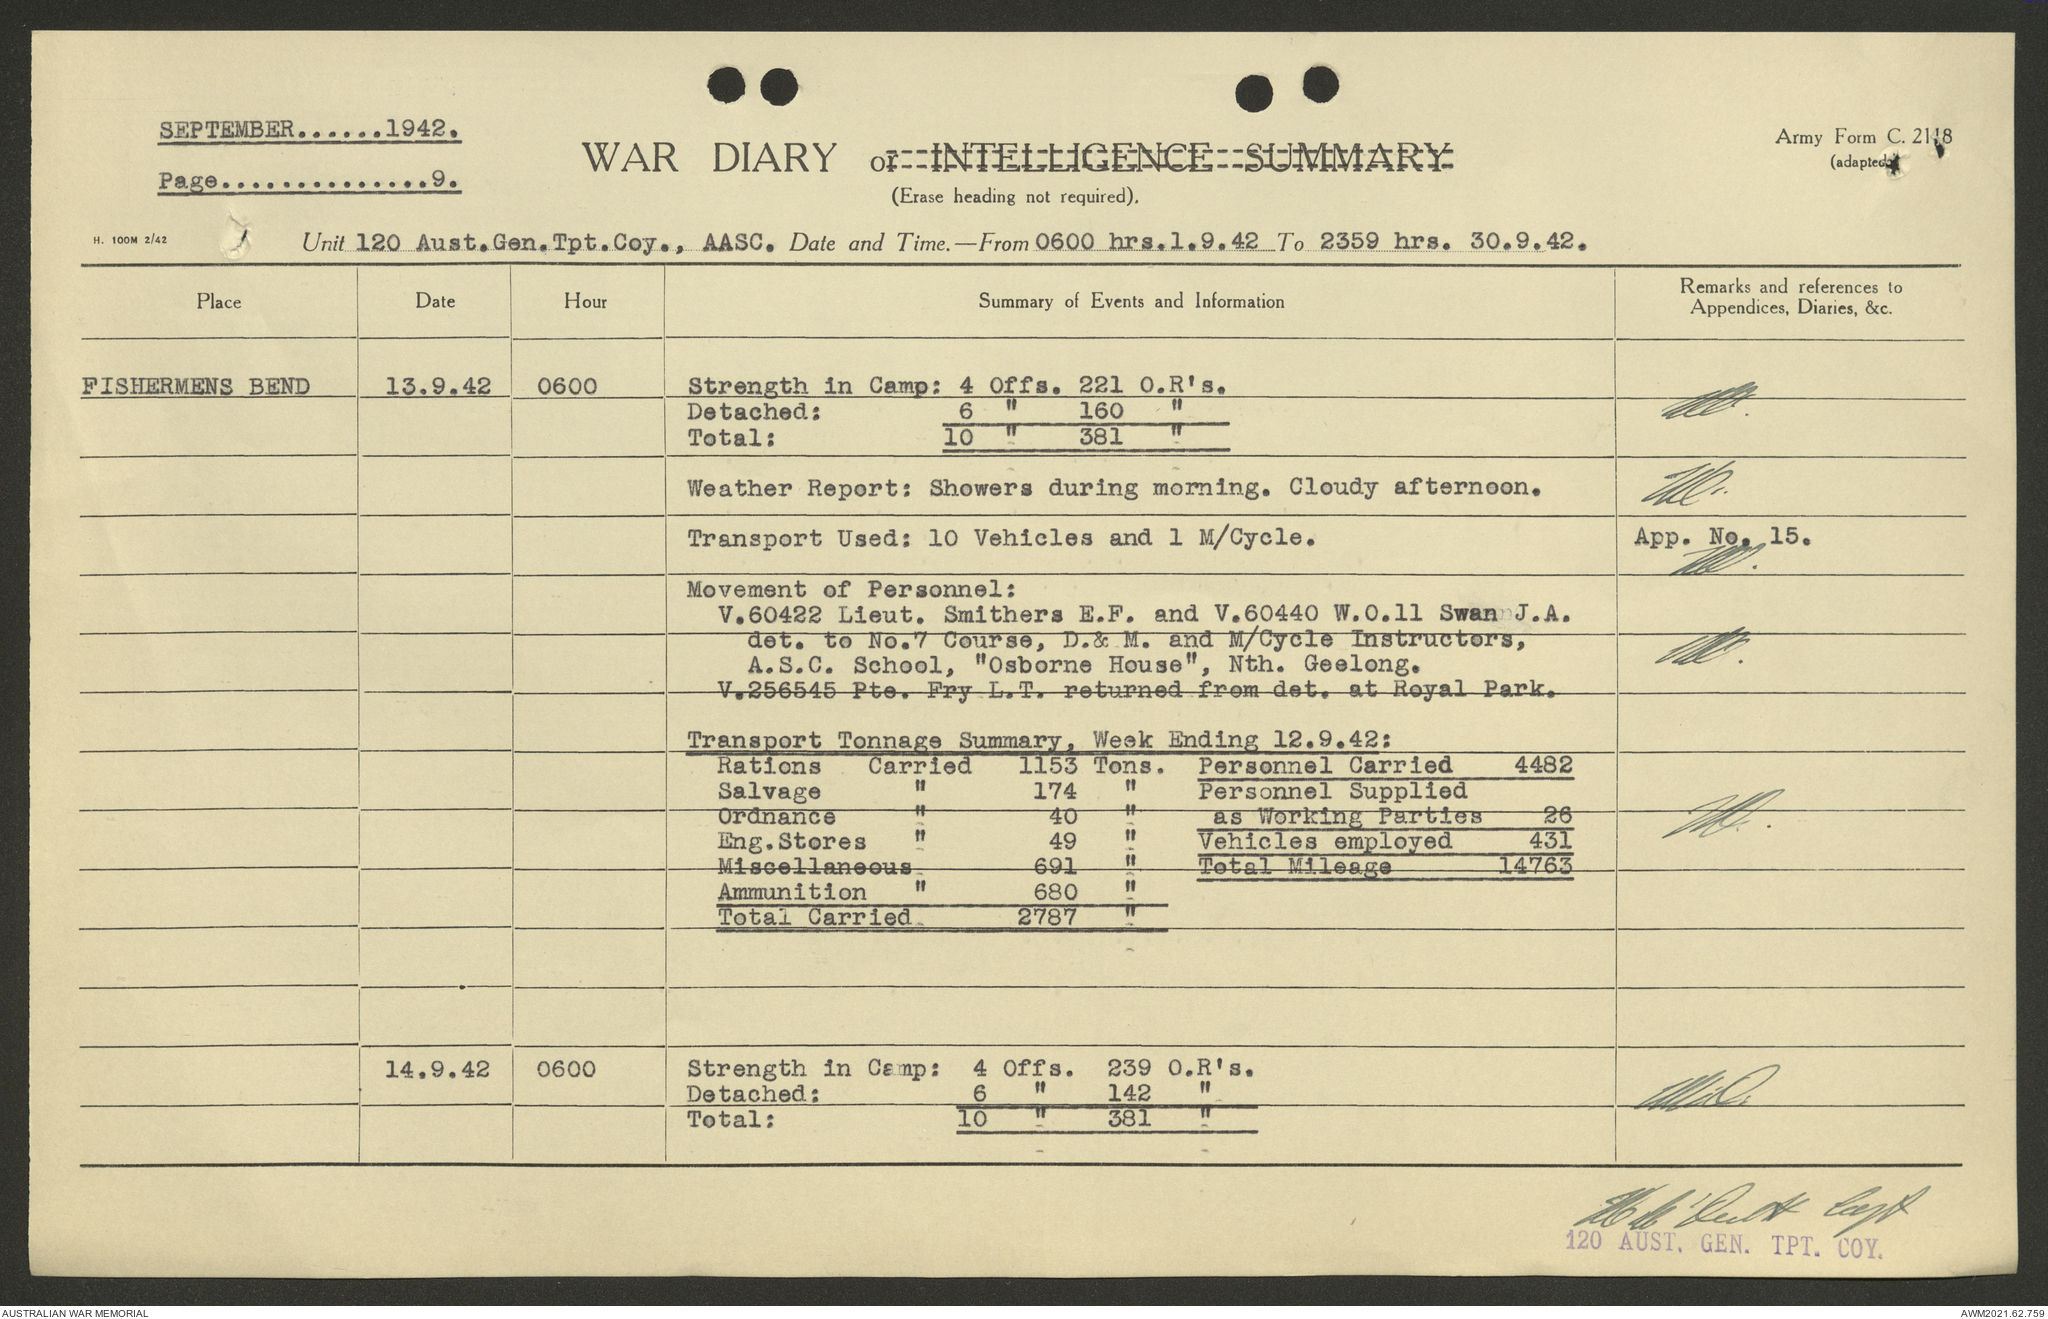 SEPTEMBER......1942.
Page..............9.
WAR DIARY or INTELLIGENCE SUMMARY
(Erase heading not required).
Army Form C. 2118
(adapted)
H. 100M 2/42
Unit 120 Aust.Gen.Tpt.Coy., AASC. Date and Time.—From 0600 hrs.1.9.42 To 2359 hrs. 30.9.42.
Place Date Hour Summary of Events and Information Remarks and references to Appendices, Diaries, &c.
FISHERMENS BEND 13.9.42 0600 Strength in Camp: 4 Offs. 221 O.R's.
Detached: 6 " 160 "
Total: 10 " 381 "
Weather Report: Showers during morning. Cloudy afternoon.
Transport Used: 10 Vehicles and 1 M/Cycle. App. No. 15.
Movement of Personnel:
V.60422 Lieut. Smithers E.F. and V.60440 W.O.11 Swan J.A.
det. to No.7 Course, D.& M. and M/Cycle Instructors,
A.S.C. School, "Osborne House", Nth. Geelong.
V.256545 Pte. Fry L.T. returned from det. at Royal Park.
Transport Tonnage Summary, Week Ending 12.9.42:
Rations Carried 1153 Tons. Personnel Carried 4482
Salvage " 174 " Personnel Supplied
Ordnance " 40 " as Working Parties 26
Eng.Stores " 49 " Vehicles employed 431
Miscellaneous 691 " Total Mileage 14763
Ammunition " 680 "
Total Carried 2787 "
14.9.42 0600 Strength in Camp: 4 Offs. 239 O.R's.
Detached: 6 " 142 "
Total: 10 " 381 "
Capt
120 AUST. GEN. TPT. COY.
AUSTRALIAN WAR MEMORIAL AWM2021.62.759